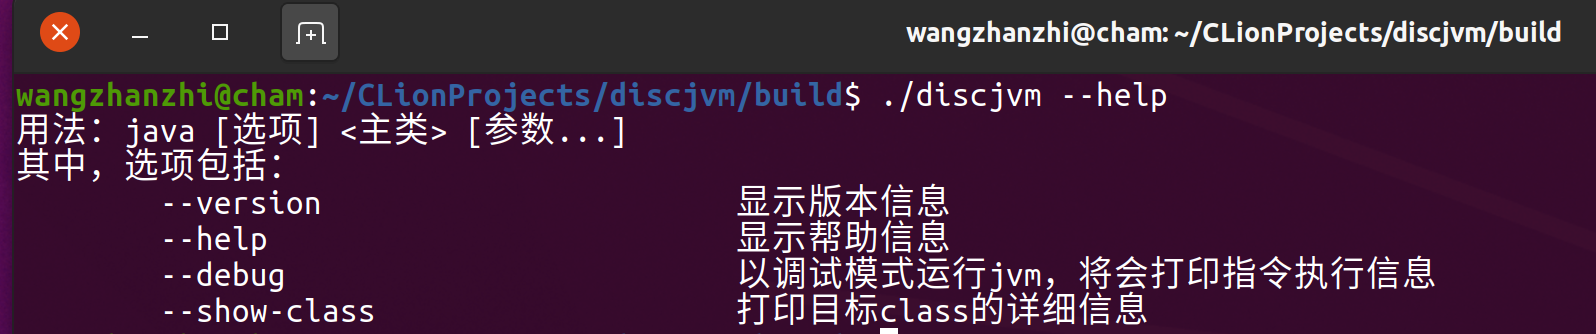 wangzhanzhi@cham: ~/CLionProjects/discjvm/build
wangzhanzhi@cham:~/CLionProjects/discjvm/build$ ./discjvm --help
用法：java [选项] <主类> [参数...]
其中，选项包括：
--version 显示版本信息
--help 显示帮助信息
--debug 以调试模式运行jvm，将会打印指令执行信息
--show-class 打印目标class的详细信息